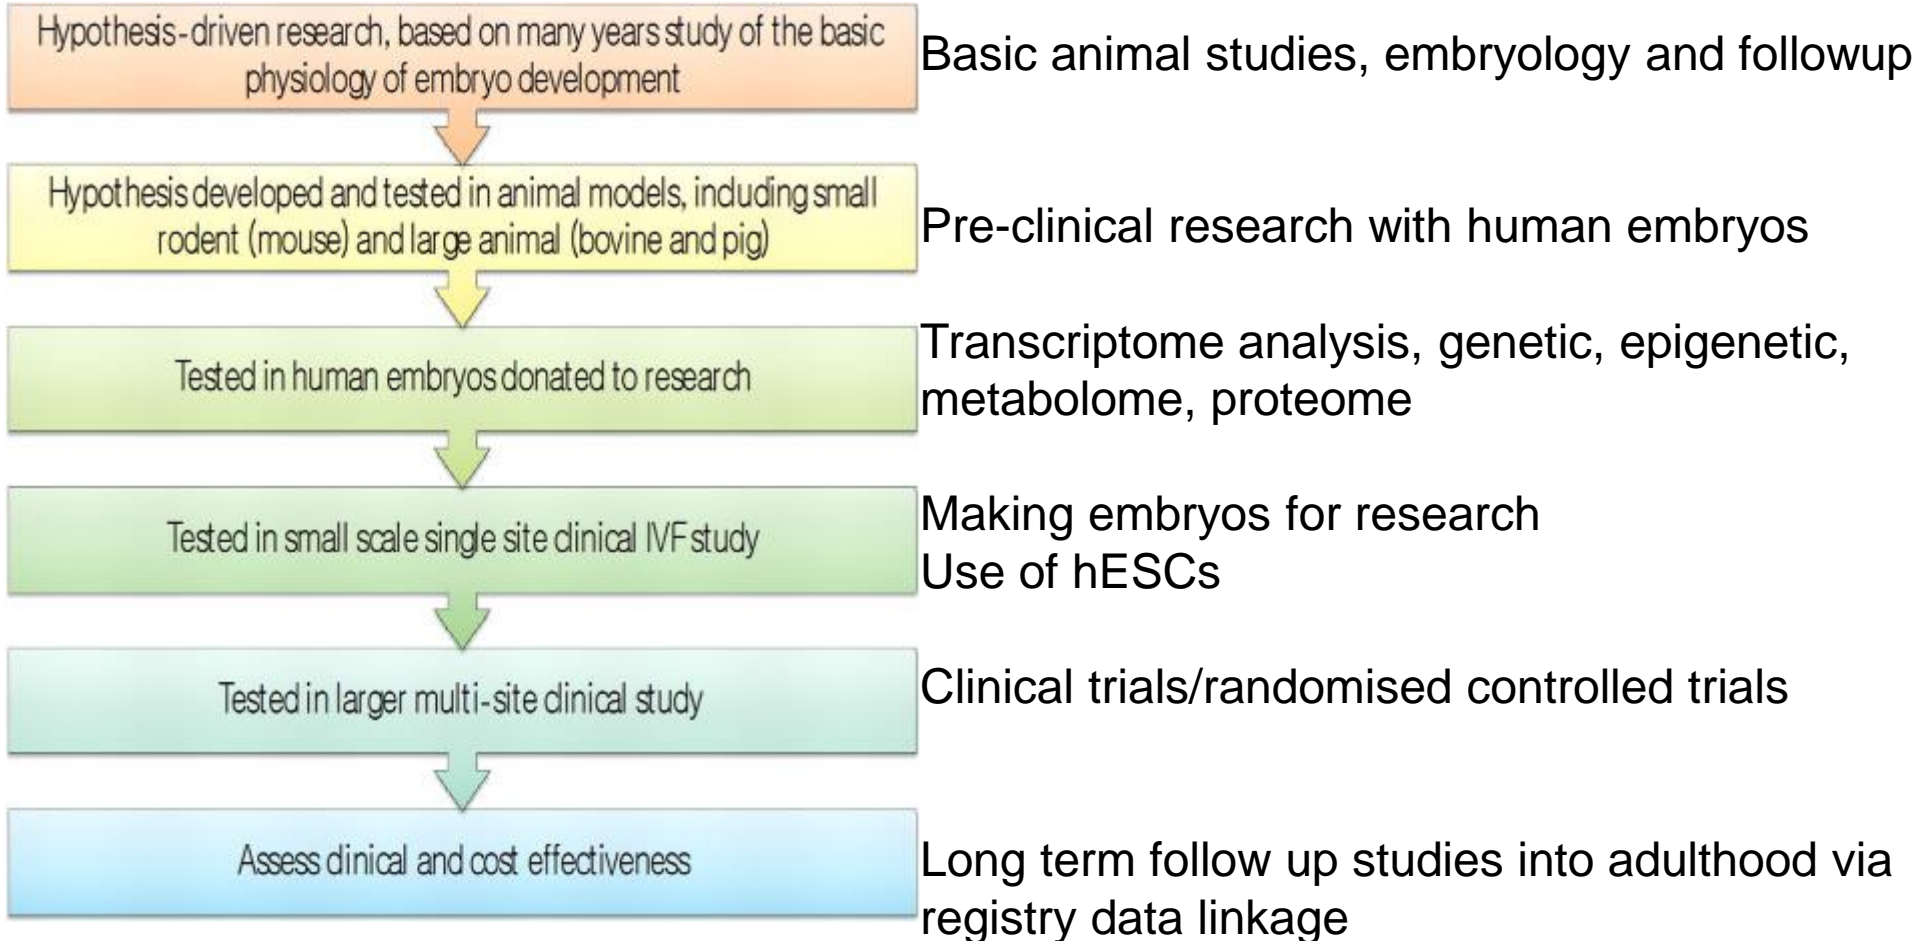 Hypothesis-driven research, based on many years study of the basic
physiology of embryo development
Basic animal studies, embryology and followup
Hypothesis developed and tested in animal models, including small
rodent (mouse) and large animal (bovine and pig)
Pre-clinical research with human embryos
Tested in human embryos donated to research
Transcriptome analysis, genetic, epigenetic,
metabolome, proteome
Tested in small scale single site clinical IVF study
Making embryos for research
Use of hESCs
Tested in larger multi-site clinical study
Clinical trials/randomised controlled trials
Assess clinical and cost effectiveness
Long term follow up studies into adulthood via
registry data linkage